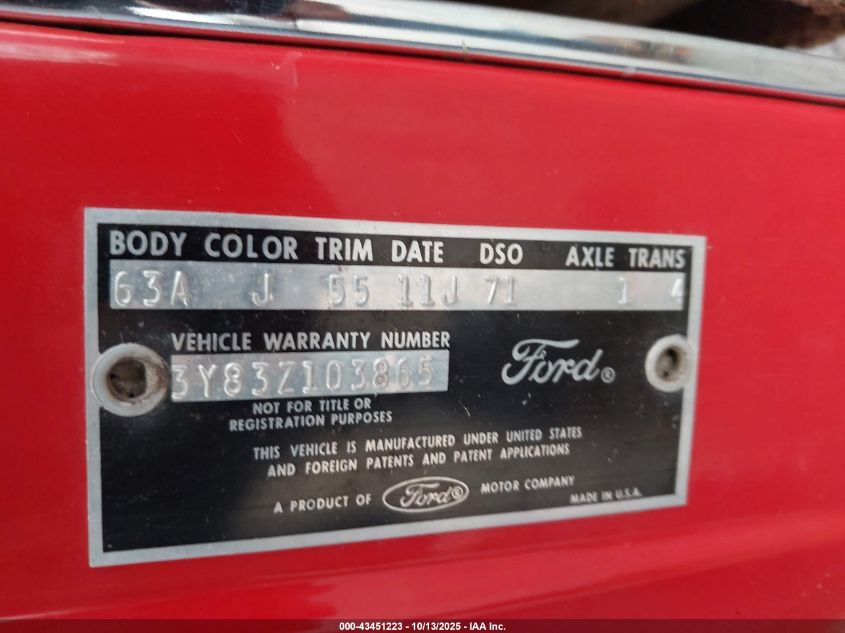 BODY COLOR TRIM DATE DSO AXLE TRANS
63A J 55 11J 71 1 4
VEHICLE WARRANTY NUMBER
3Y83Z103865
Ford®
NOT FOR TITLE OR
REGISTRATION PURPOSES
THIS VEHICLE IS MANUFACTURED UNDER UNITED STATES
AND FOREIGN PATENTS AND PATENT APPLICATIONS
A PRODUCT OF Ford® MOTOR COMPANY
MADE IN U.S.A.
000-43451223 | 10/13/2025 - IAA Inc.